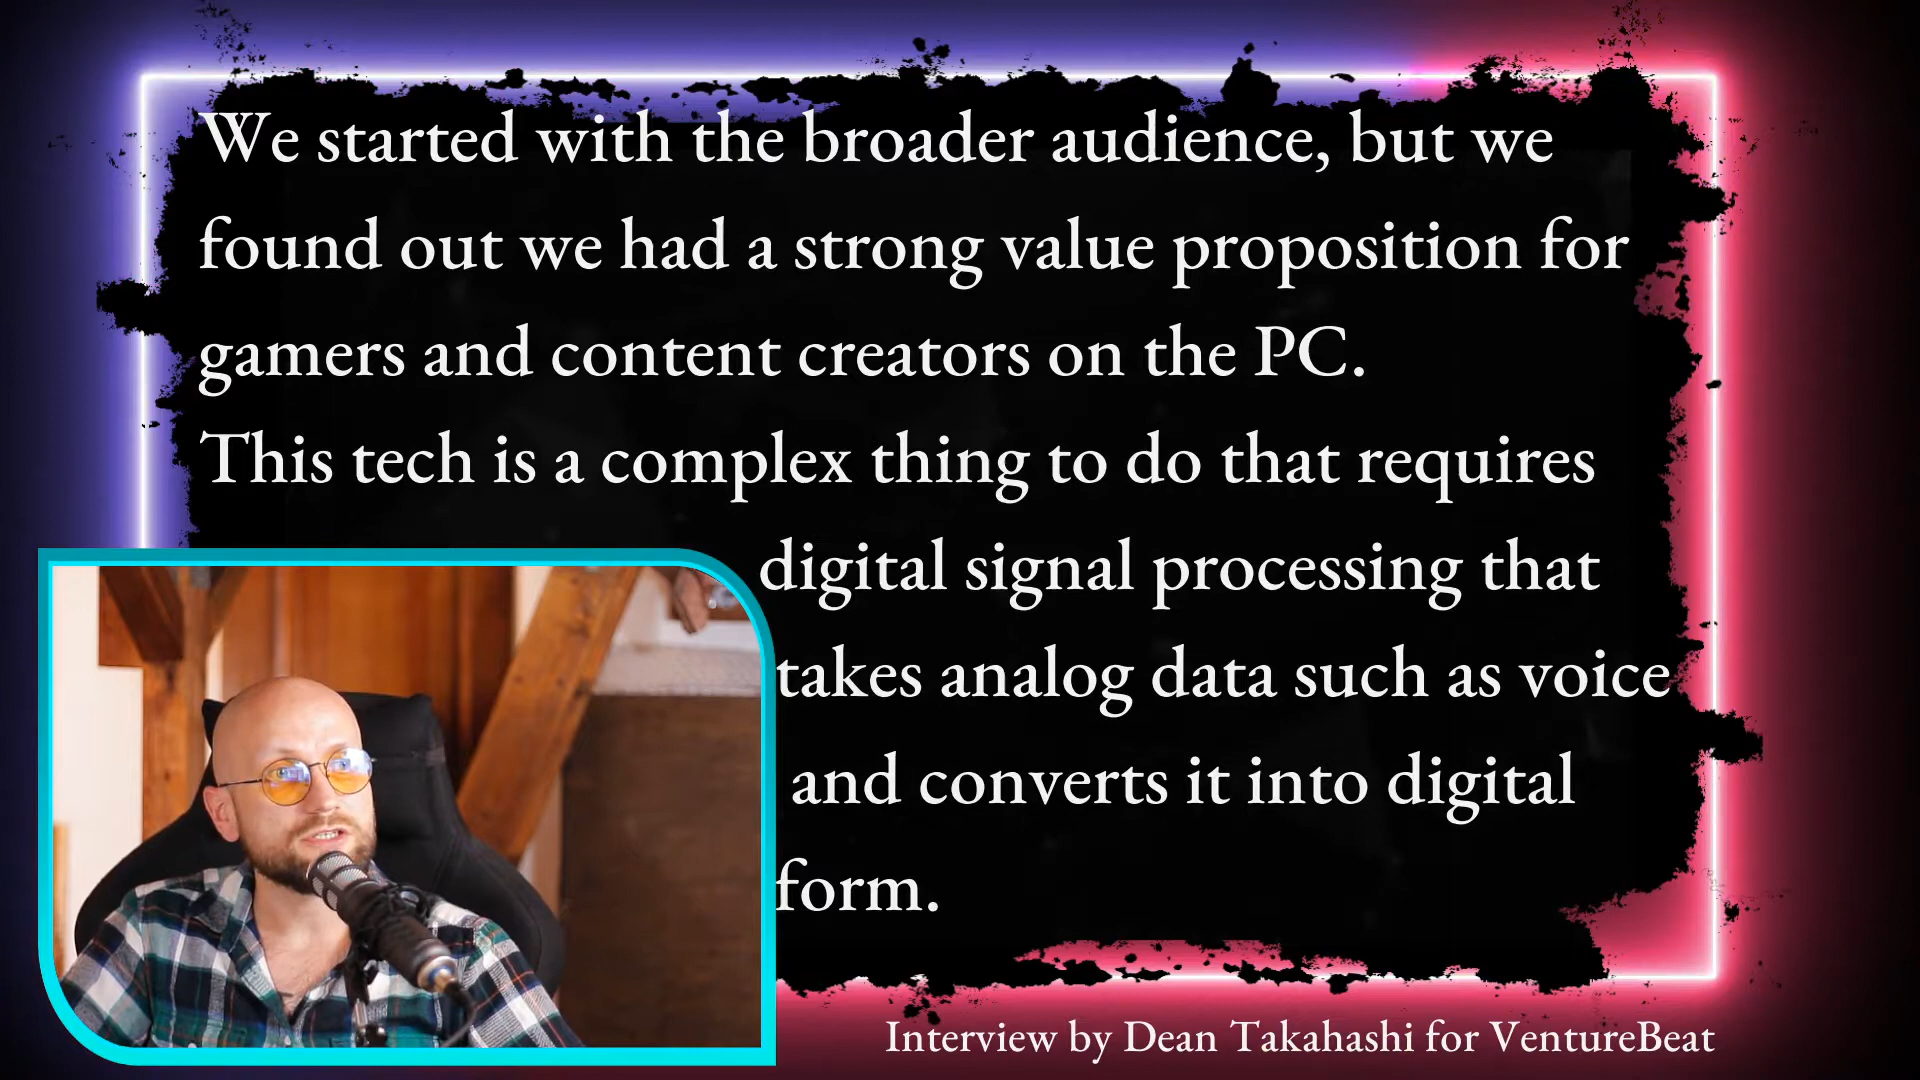 We started with the broader audience, but we
found out we had a strong value proposition for
gamers and content creators on the PC.
This tech is a complex thing to do that requires
digital signal processing that
takes analog data such as voice
and converts it into digital
form.
Interview by Dean Takahashi for VentureBeat